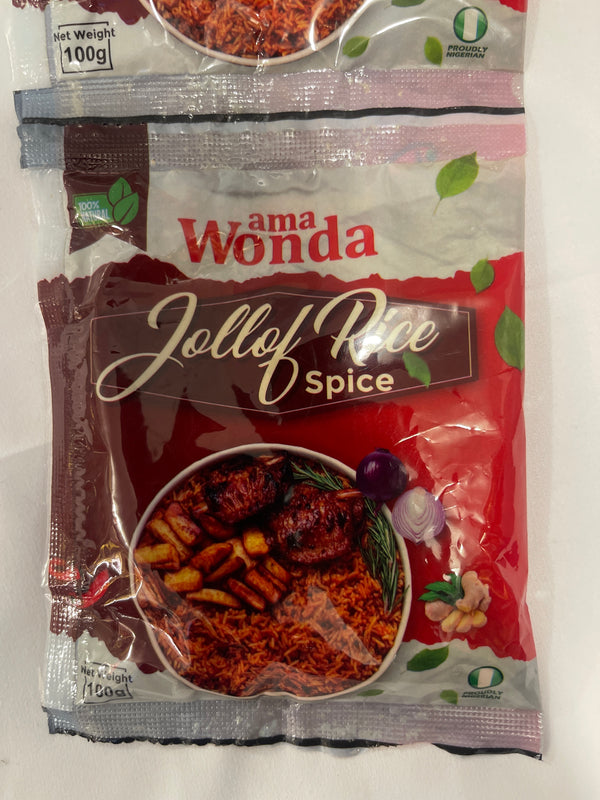 Net Weight
100g
PROUDLY
NIGERIAN
100%
NATURAL
ama
Wonda
Jollof Rice
Spice
Net Weight
100g
PROUDLY
NIGERIAN